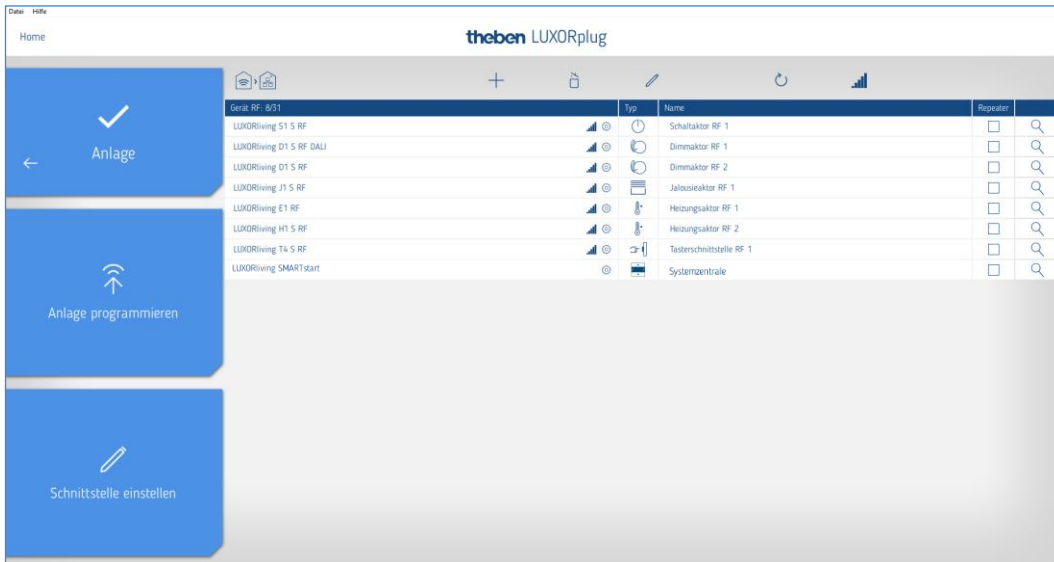 Datei Hilfe
Home
theben LUXORplug
Anlage
Anlage programmieren
Schnittstelle einstellen
Gerät RF: 8/31 Typ Name Repeater
LUXORliving S1 S RF Schaltaktor RF 1
LUXORliving D1 S RF DALI Dimmaktor RF 1
LUXORliving D1 S RF Dimmaktor RF 2
LUXORliving J1 S RF Jalousieaktor RF 1
LUXORliving E1 RF Heizungsaktor RF 1
LUXORliving H1 S RF Heizungsaktor RF 2
LUXORliving T4 S RF Tasterschnittstelle RF 1
LUXORliving SMARTstart Systemzentrale